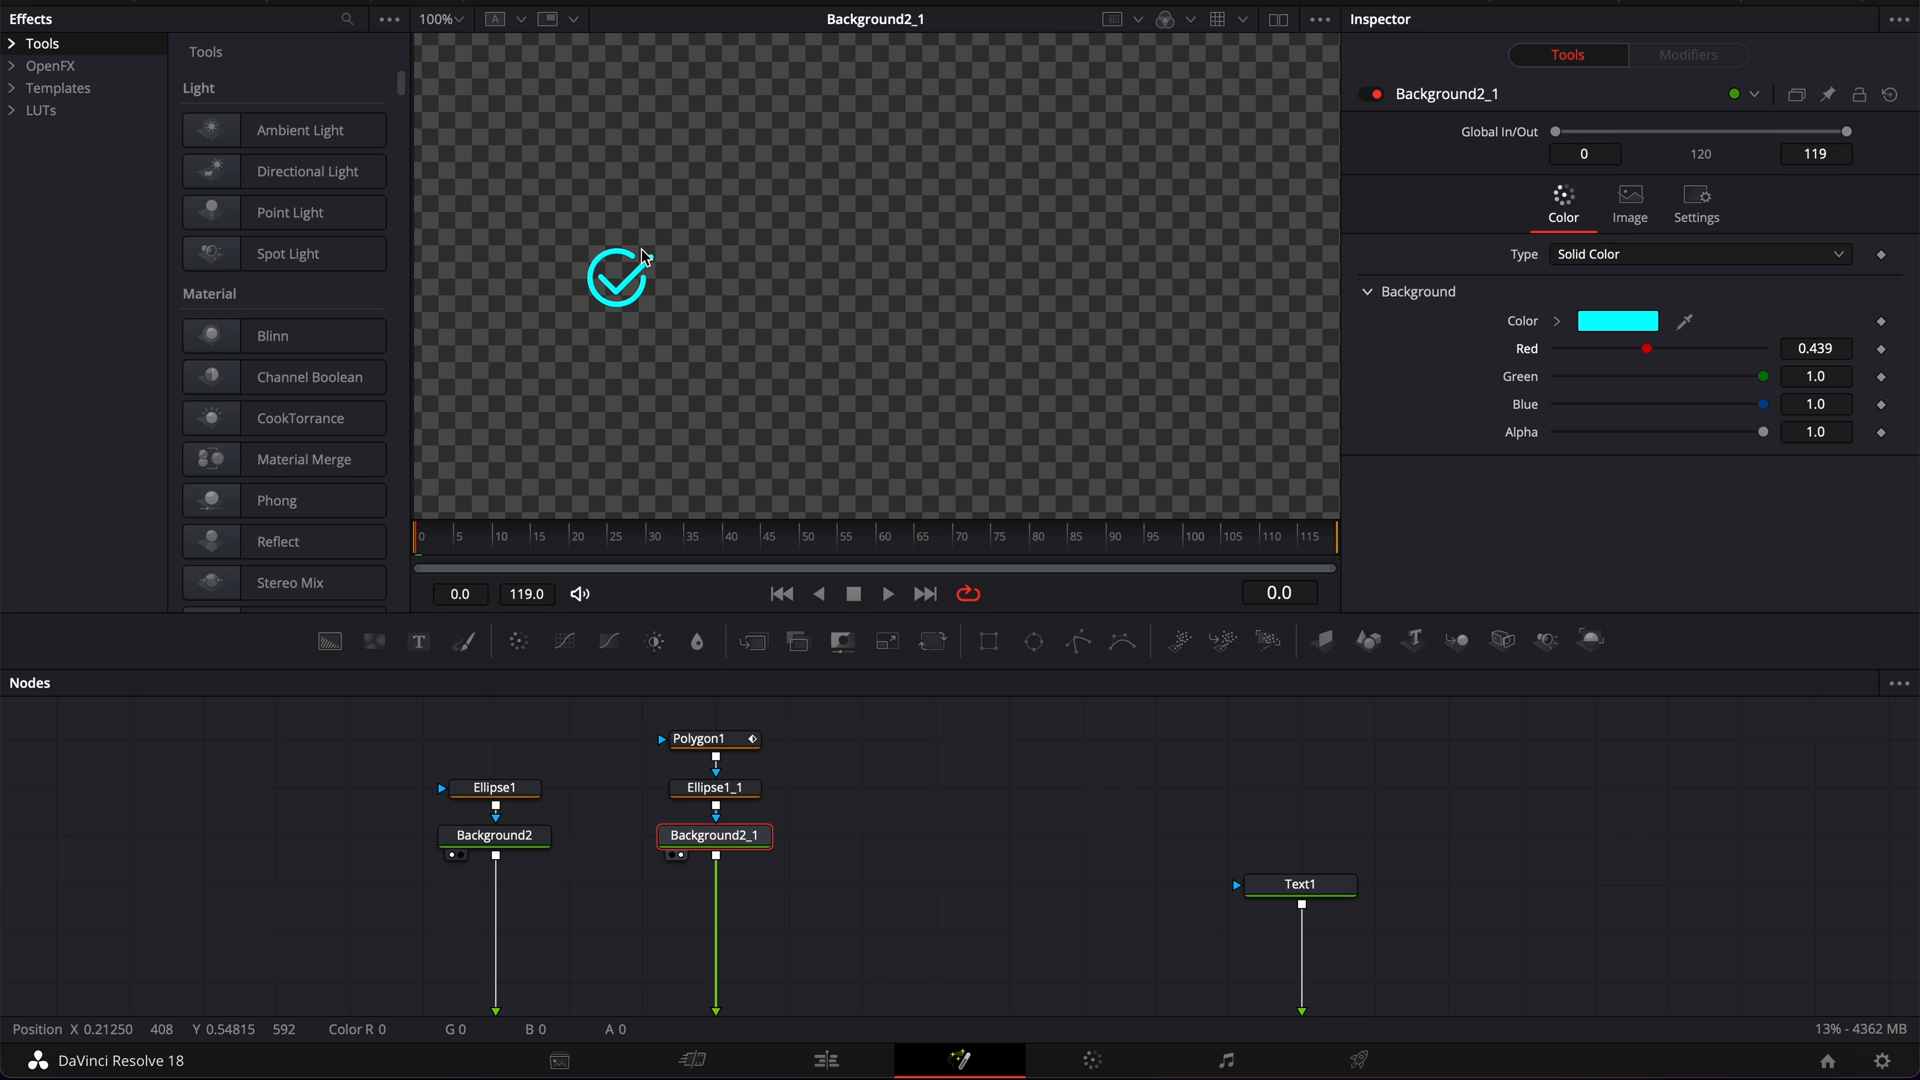 Effects
100%
A
Background2_1
Inspector
Tools
OpenFX
Templates
LUTs
Tools
Light
Ambient Light
Directional Light
Point Light
Spot Light
Material
Blinn
Channel Boolean
CookTorrance
Material Merge
Phong
Reflect
Stereo Mix
Tools
Modifiers
Background2_1
Global In/Out
0
120
119
Color
Image
Settings
Type
Solid Color
Background
Color
Red
0.439
Green
1.0
Blue
1.0
Alpha
1.0
0 5 10 15 20 25 30 35 40 45 50 55 60 65 70 75 80 85 90 95 100 105 110 115
0.0
119.0
0.0
T
T
Nodes
Polygon1
Ellipse1
Ellipse1_1
Background2
Background2_1
Text1
Position X 0.21250 408 Y 0.54815 592 Color R 0 G 0 B 0 A 0
13% - 4362 MB
DaVinci Resolve 18